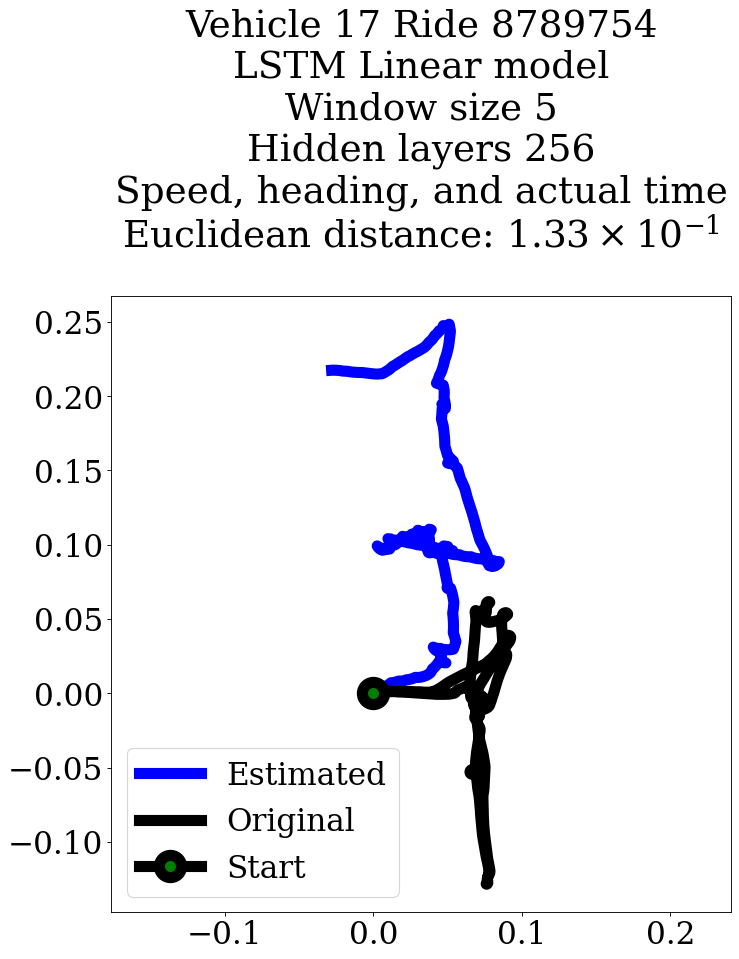 Vehicle 17 Ride 8789754
LSTM Linear model
Window size 5
Hidden layers 256
Speed, heading, and actual time
Euclidean distance: 1.33 × 10⁻¹
0.25
0.20
0.15
0.10
0.05
0.00
−0.05
−0.10
Estimated
Original
Start
−0.1 0.0 0.1 0.2